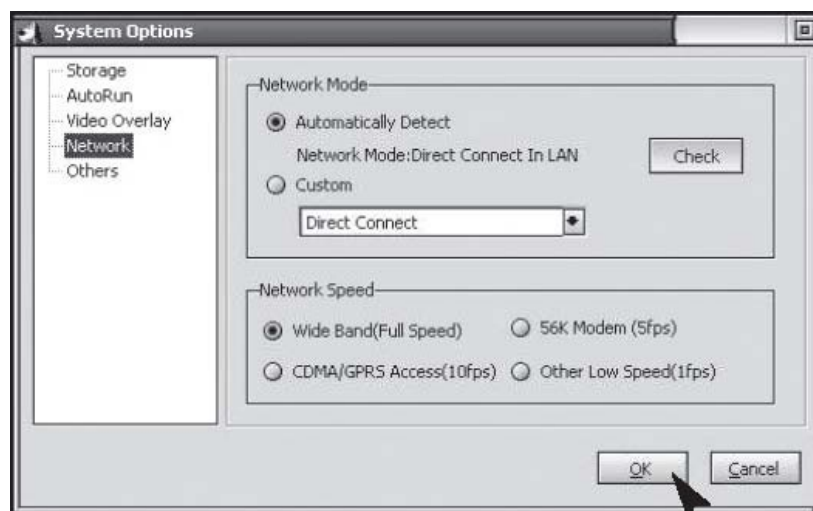 System Options
Storage
AutoRun
Video Overlay
Network
Others
Network Mode
Automatically Detect
Network Mode:Direct Connect In LAN
Check
Custom
Direct Connect
Network Speed
Wide Band(Full Speed)
56K Modem (5fps)
CDMA/GPRS Access(10fps)
Other Low Speed(1fps)
OK
Cancel